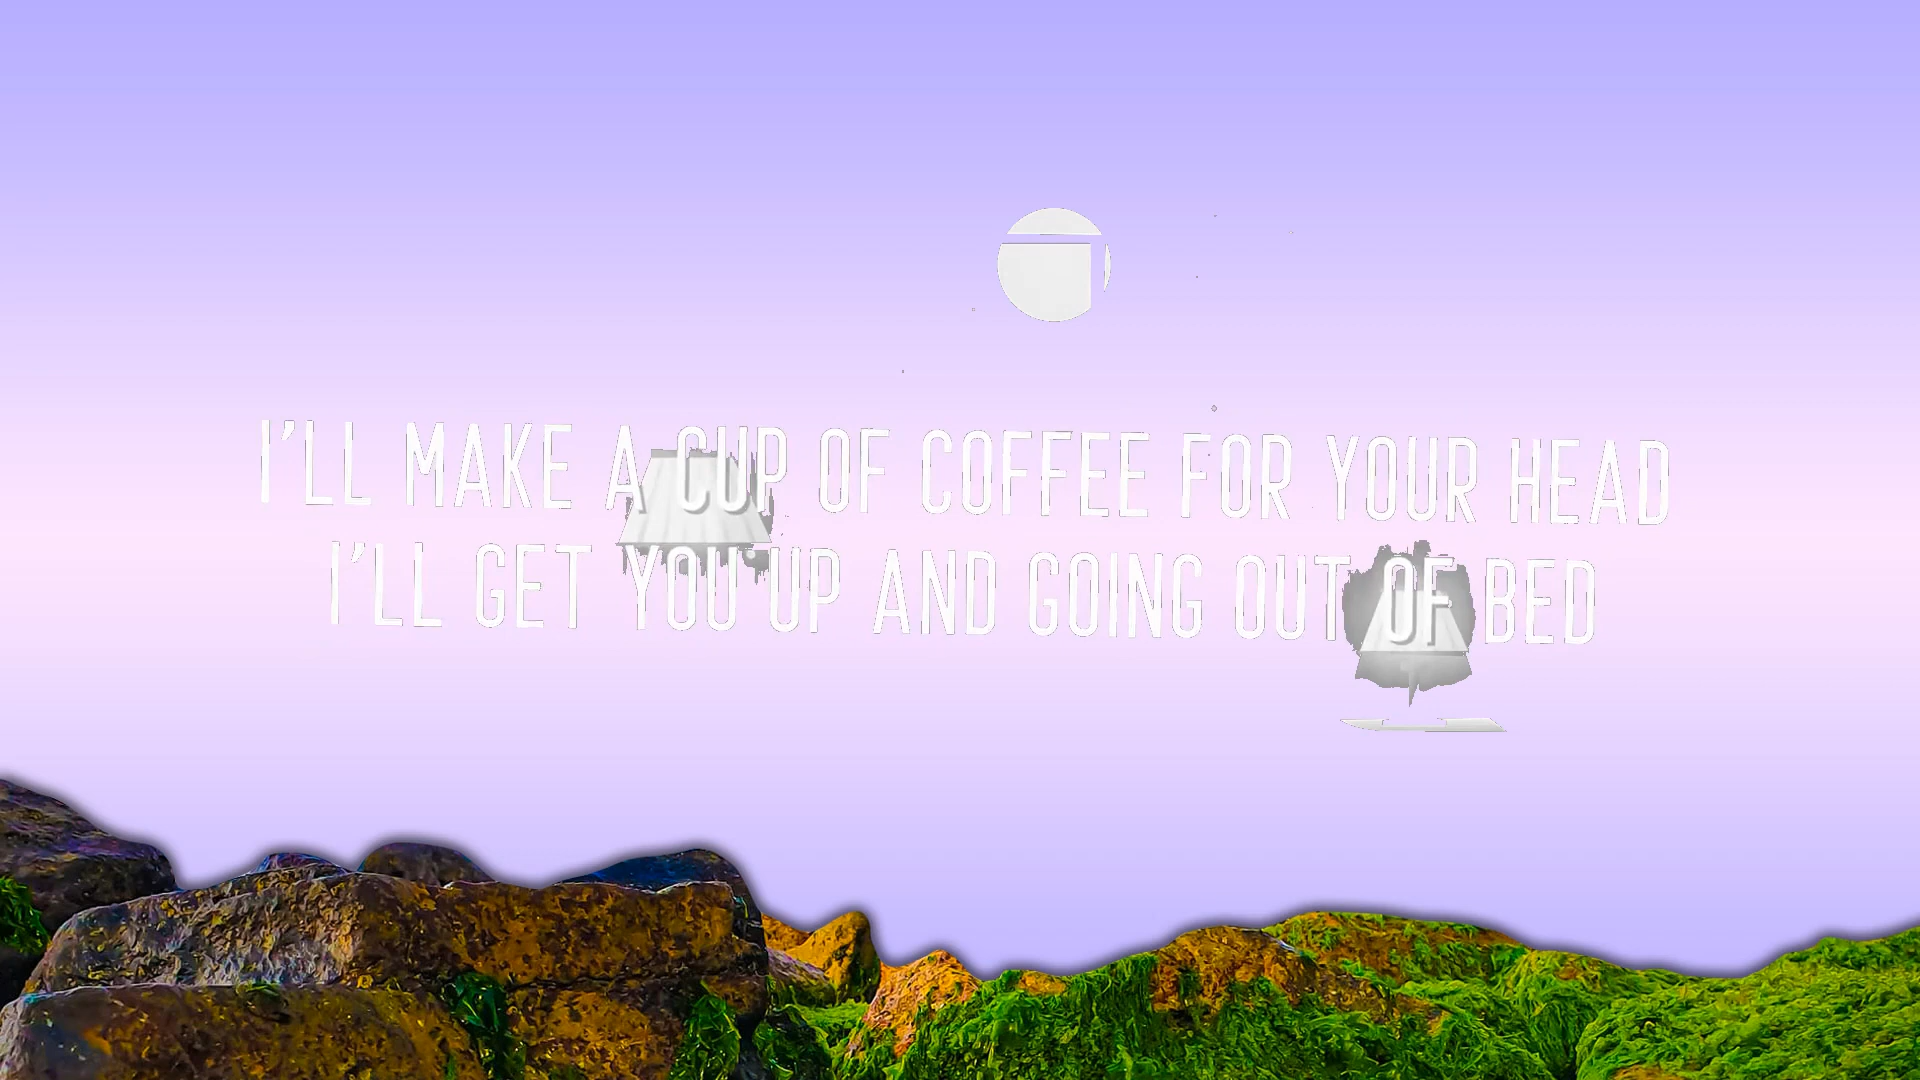 I'LL MAKE A CUP OF COFFEE FOR YOUR HEAD
I'LL GET YOU UP AND GOING OUT OF BED